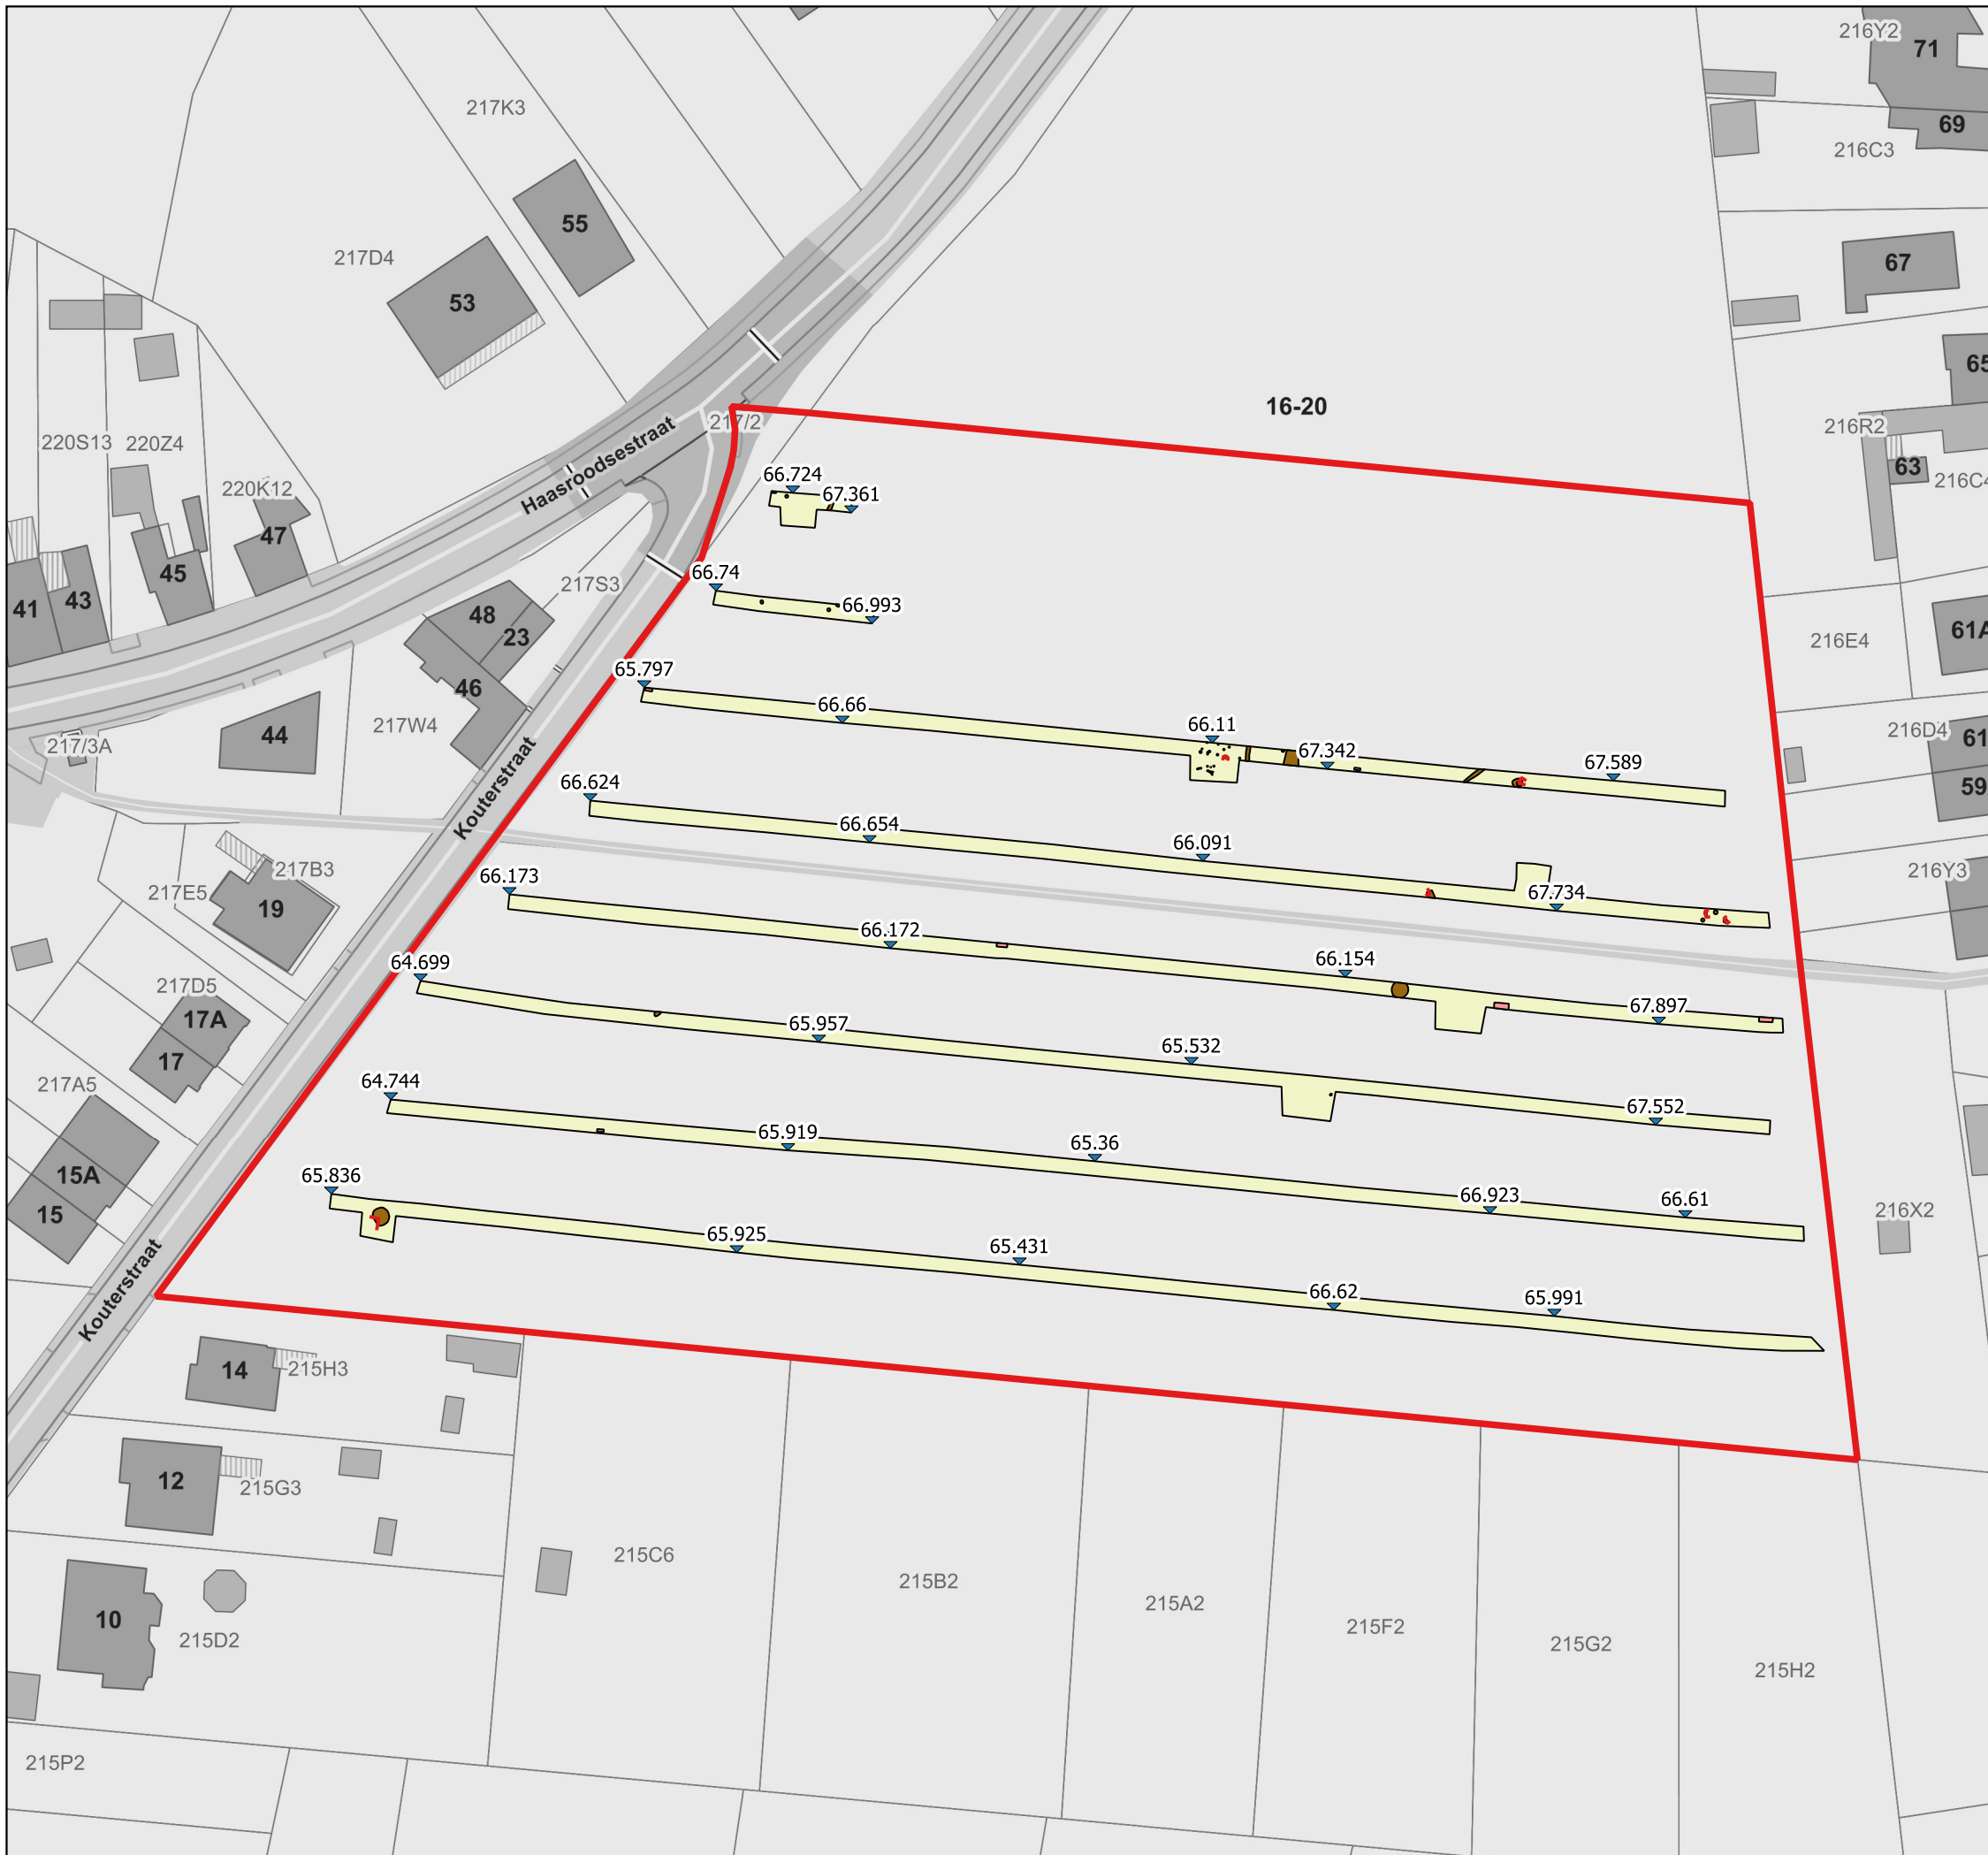 216Y2
71
217K3
69
216C3
55
217D4
67
53
65
16-20
217/2
216R2
220S13
220Z4
Haasroodsestraat
63
66.724
216C4
220K12
67.361
47
45
66.74
217S3
43
41
66.993
48
61A
23
216E4
65.797
46
66.66
217W4
66.11
216D4
44
61
217/3A
67.342
67.589
66.624
Kouterstraat
59
66.654
66.091
217B3
216Y3
66.173
217E5
67.734
19
66.172
66.154
64.699
217D5
67.897
17A
65.957
65.532
17
64.744
217A5
67.552
65.919
65.36
65.836
15A
66.923
66.61
216X2
15
65.925
65.431
Kouterstraat
66.62
65.991
14
215H3
12
215G3
215C6
215B2
215A2
10
215F2
215D2
215G2
215H2
215P2